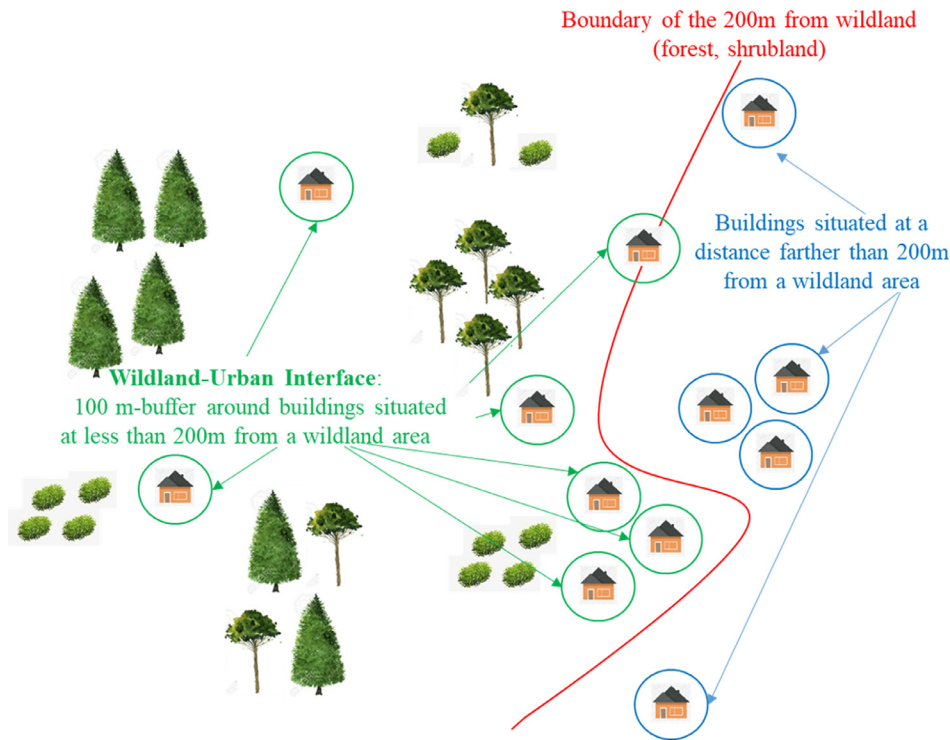 Boundary of the 200m from wildland
(forest, shrubland)
Buildings situated at a
distance farther than 200m
from a wildland area
Wildland-Urban Interface:
100 m-buffer around buildings situated
at less than 200m from a wildland area